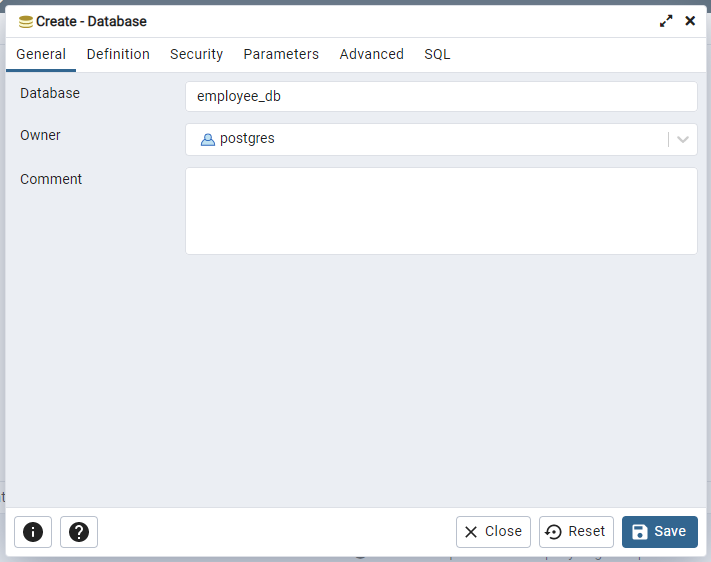 Create - Database
General Definition Security Parameters Advanced SQL
Database employee_db
Owner postgres
Comment
Close Reset Save